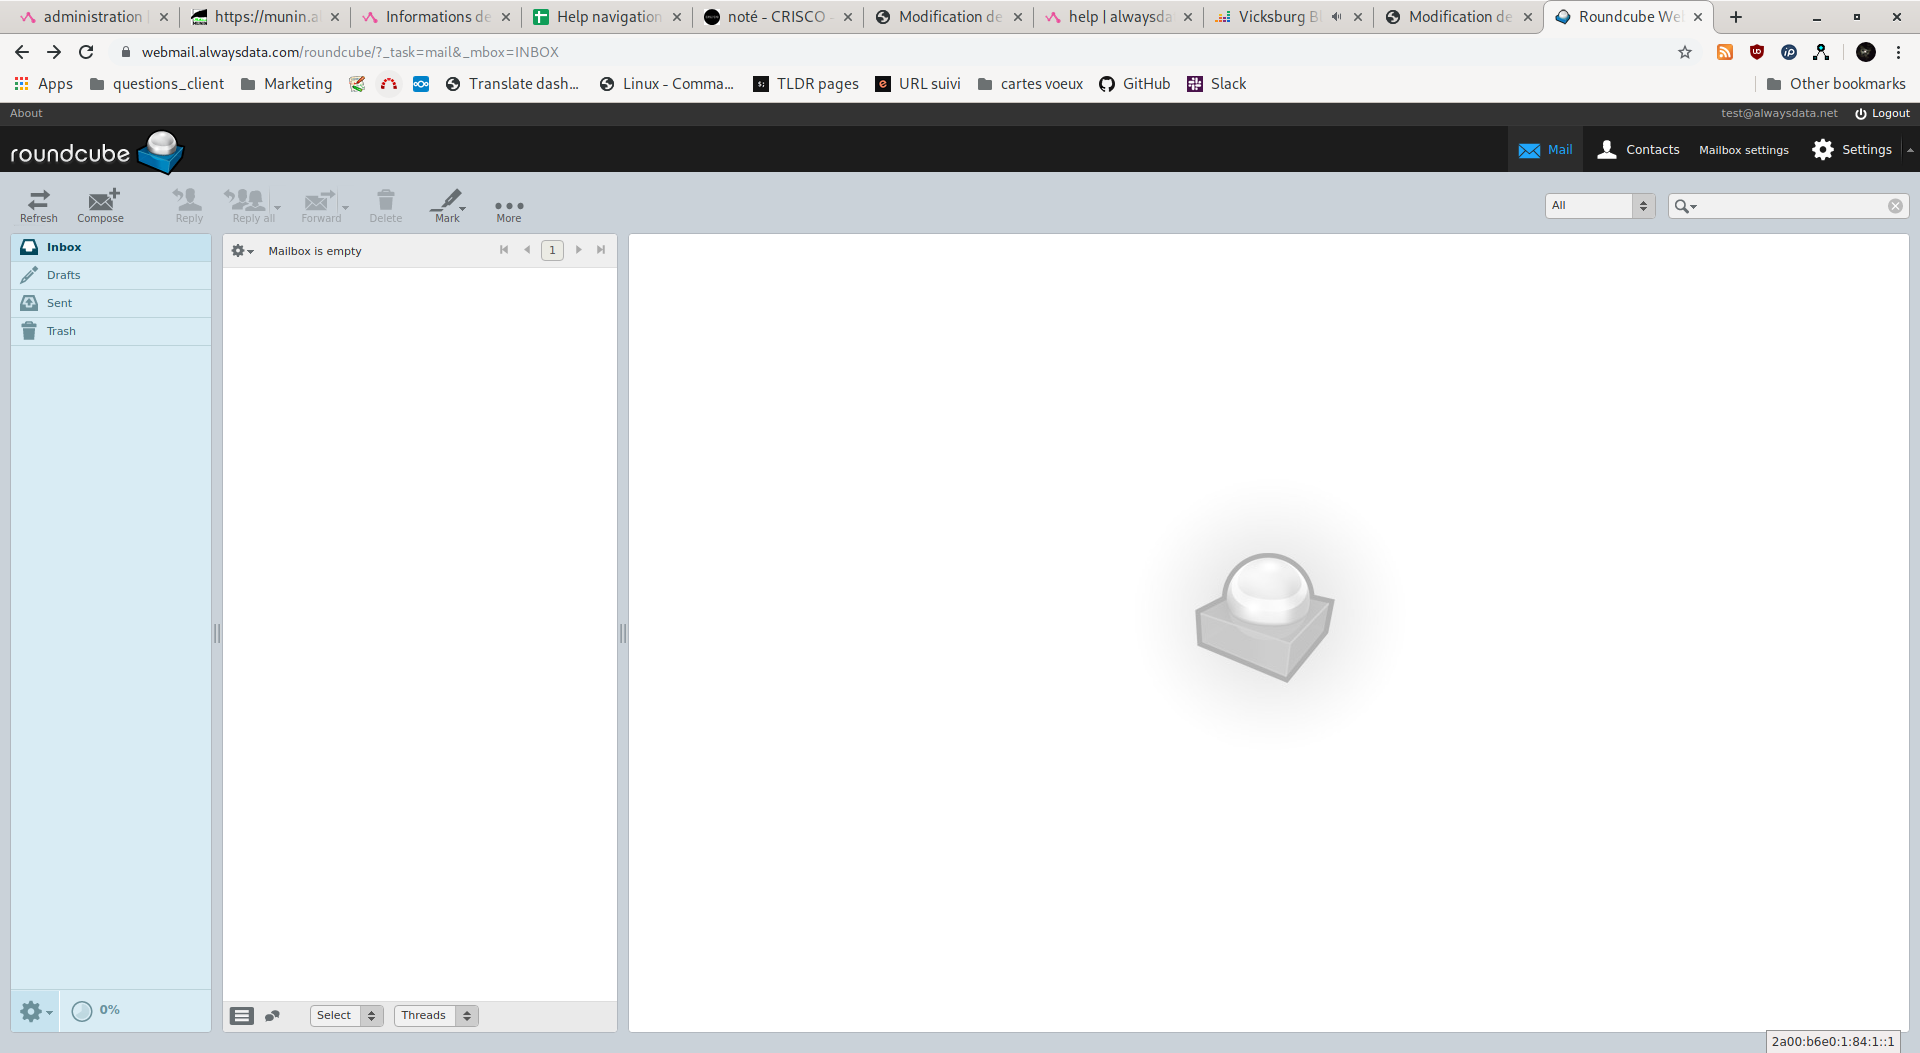 administration
https://munin.a
Informations de
Help navigation
noté - CRISCO -
Modification de
help | alwaysda
Vicksburg Bl
Modification de
Roundcube We
webmail.alwaysdata.com/roundcube/?_task=mail&_mbox=INBOX
Apps questions_client Marketing Translate dash... Linux - Comma... TLDR pages URL suivi cartes voeux GitHub Slack Other bookmarks
About test@alwaysdata.net Logout
roundcube Mail Contacts Mailbox settings Settings
Refresh Compose Reply Reply all Forward Delete Mark More All
Inbox
Drafts
Sent
Trash
Mailbox is empty 1
0%
Select Threads
2a00:b6e0:1:84:1::1